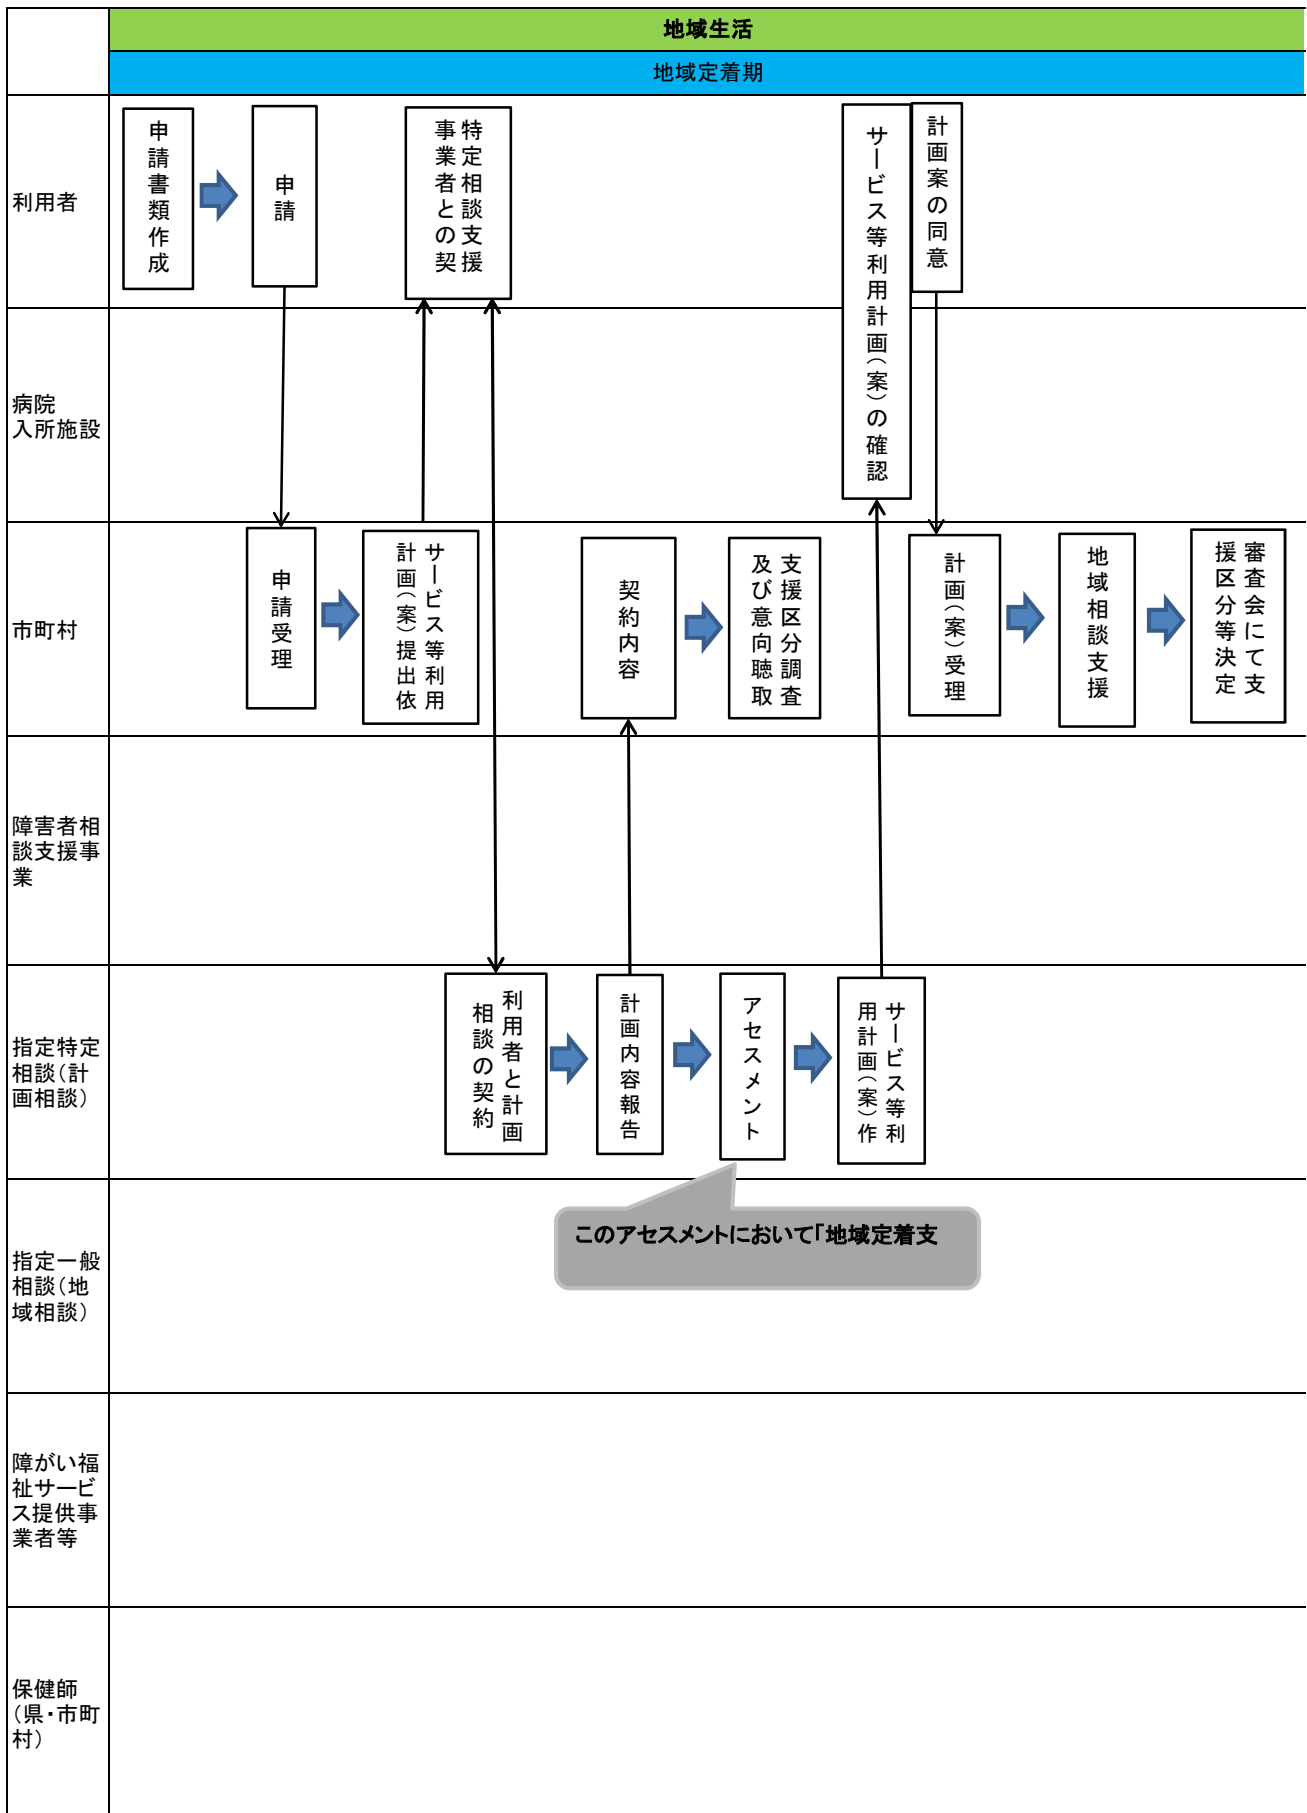 地域生活
地域定着期
利用者
申請書類作成
申請
特定相談支援
事業者との契
サービス等利用計画（案）の確認
計画案の同意
病院
入所施設
市町村
申請受理
サービス等利用
計画（案）提出依
契約内容
支援区分調査
及び意向聴取
計画（案）受理
地域相談支援
審査会にて支
援区分等決定
障害者相
談支援事
業
指定特定
相談（計
画相談）
利用者と計画
相談の契約
計画内容報告
アセスメント
サービス等利
用計画（案）作
このアセスメントにおいて「地域定着支
指定一般
相談（地
域相談）
障がい福
祉サービ
ス提供事
業者等
保健師
（県・市町
村）